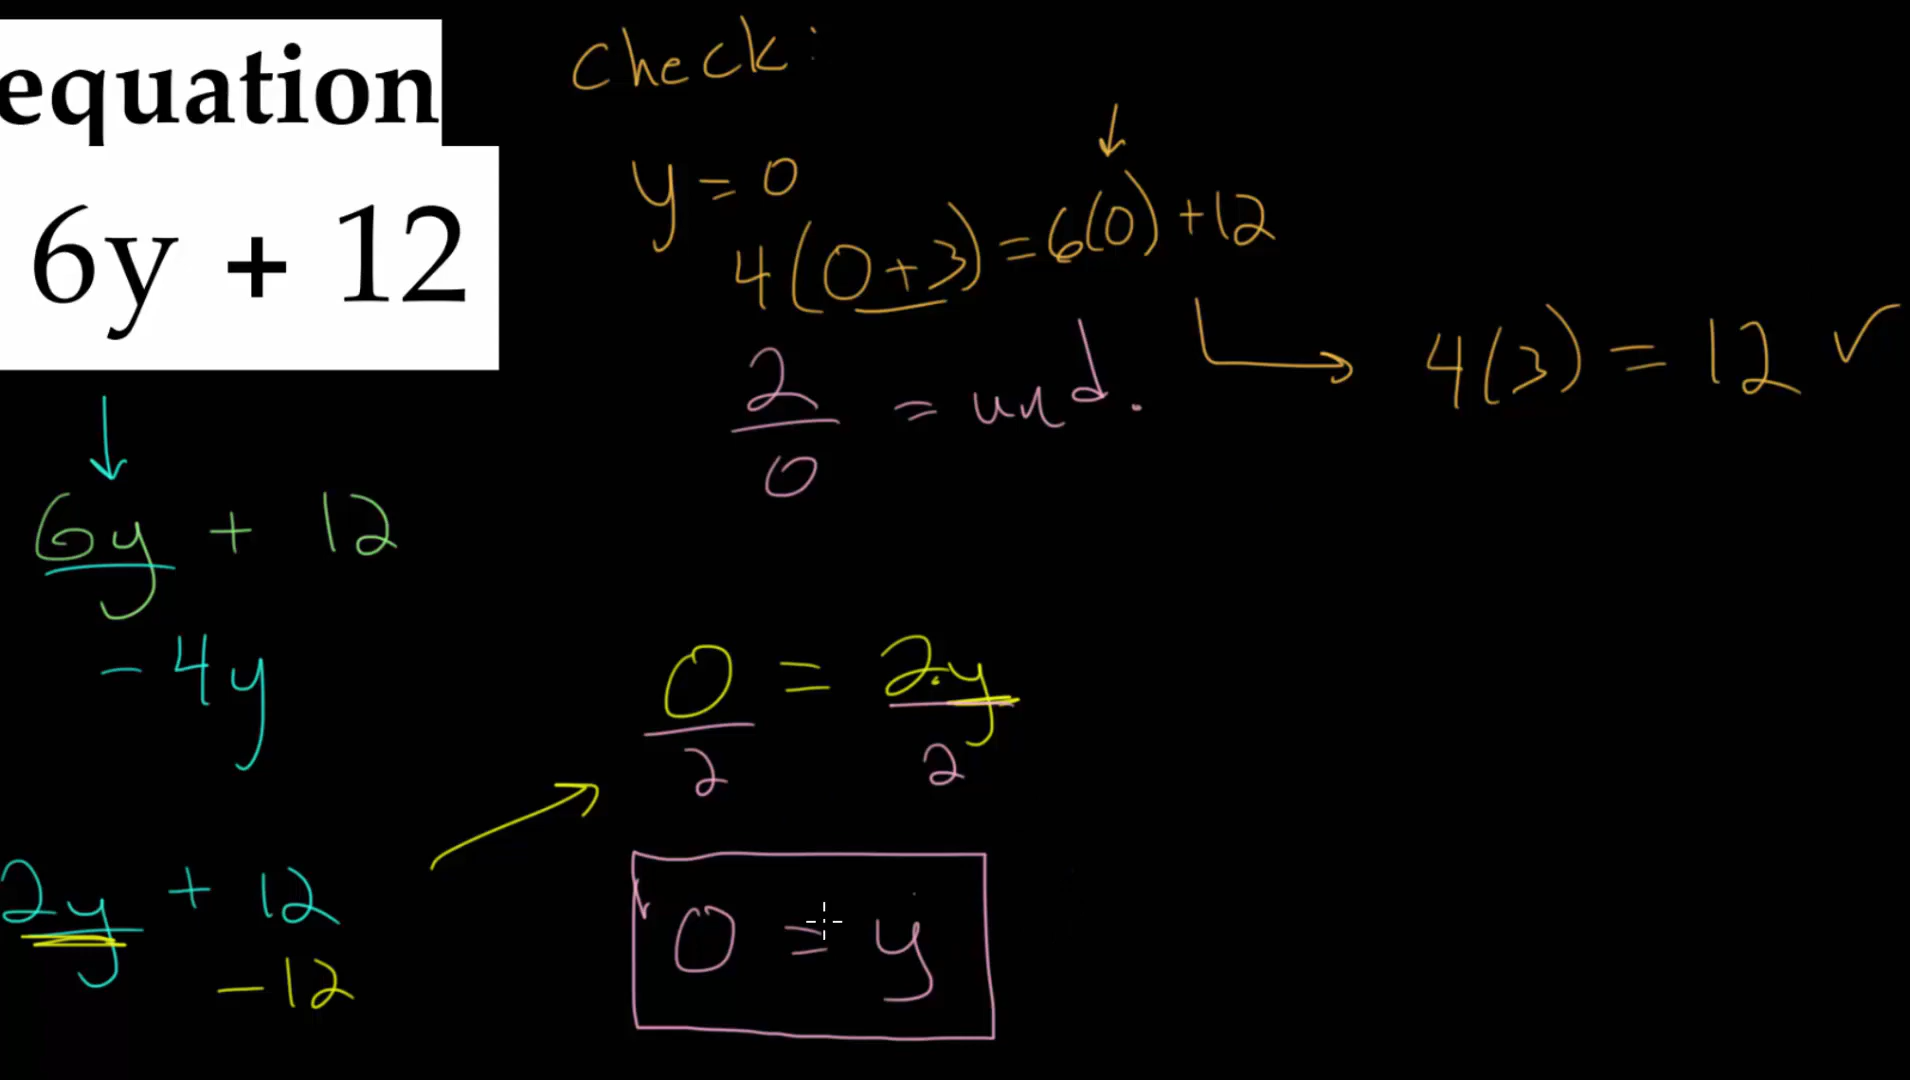 equation
6y + 12
6y + 12
- 4y
2y + 12
- 12
Check:
y = 0
4(0+3) = 6(0) + 12
4(3) = 12 ✓
2/0 = und.
0/2 = 2·y/2
0 = y